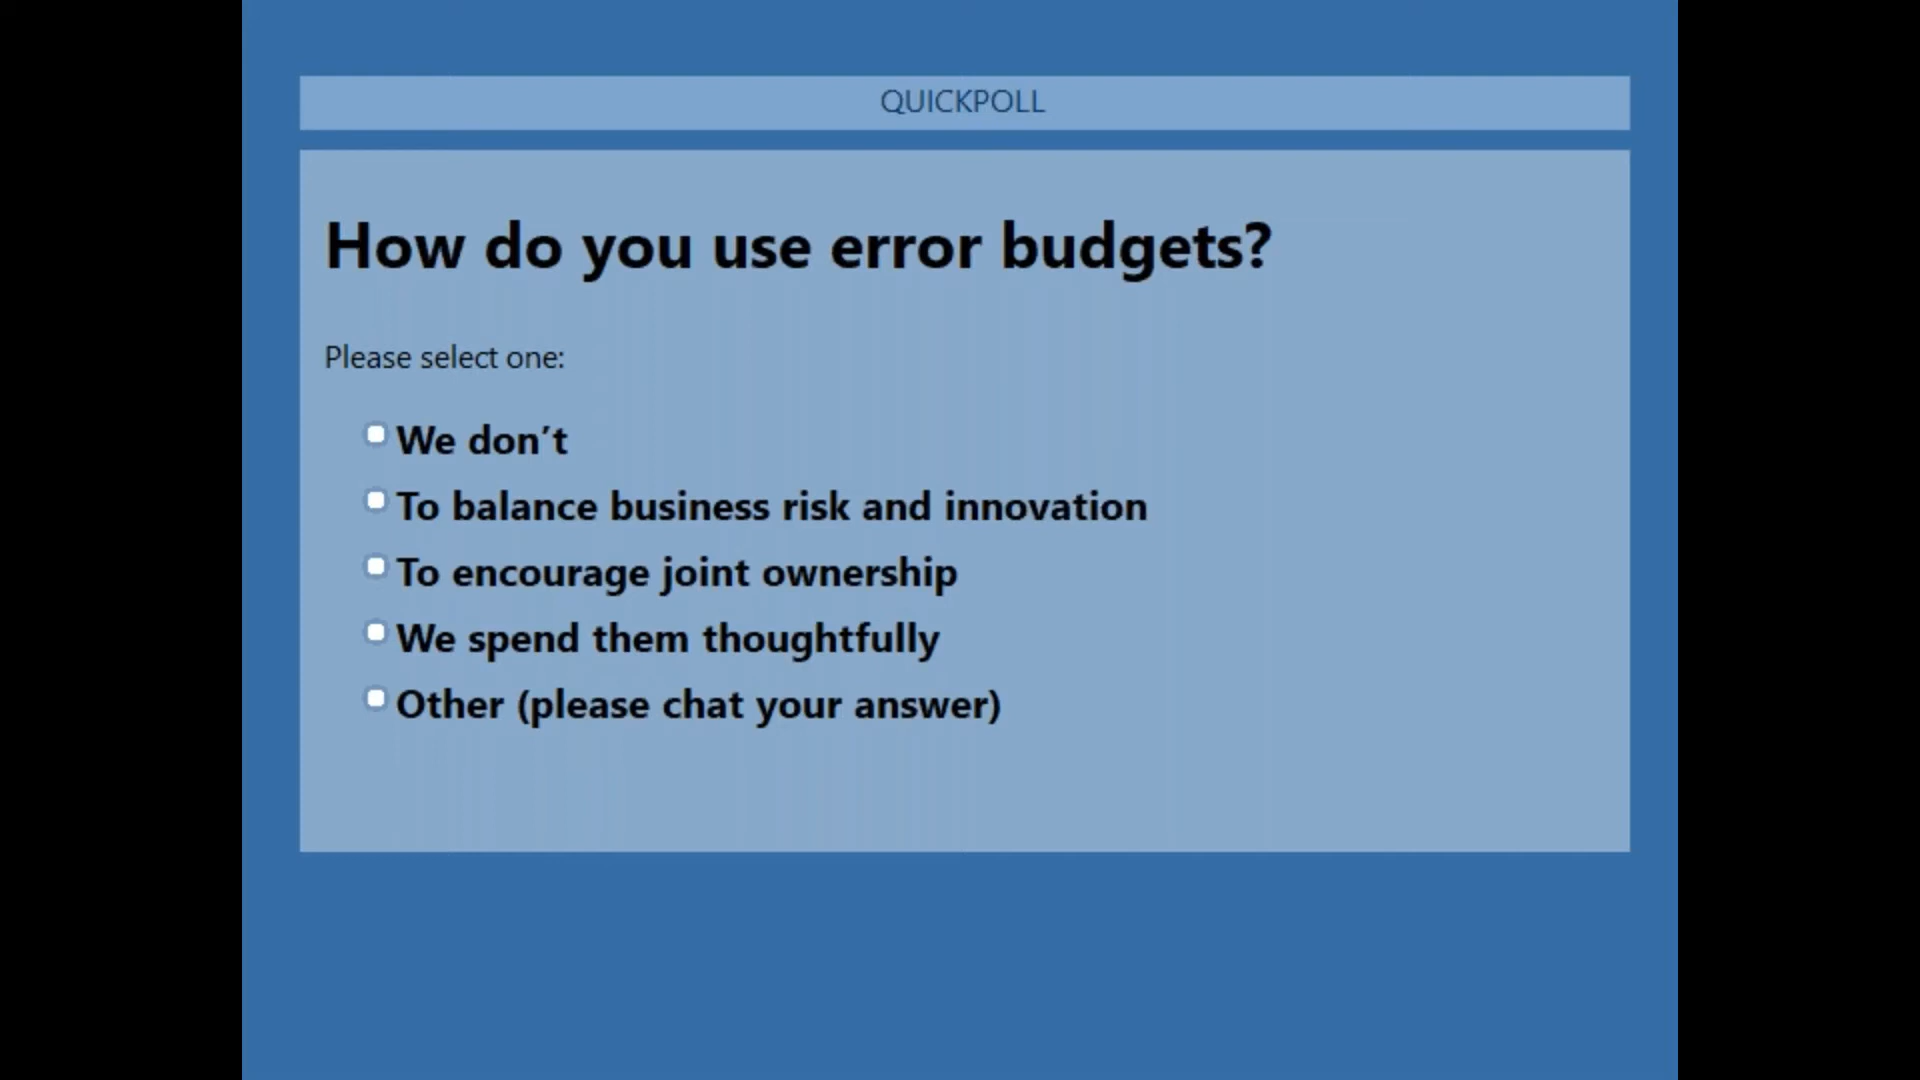 QUICKPOLL
How do you use error budgets?
Please select one:
We don’t
To balance business risk and innovation
To encourage joint ownership
We spend them thoughtfully
Other (please chat your answer)